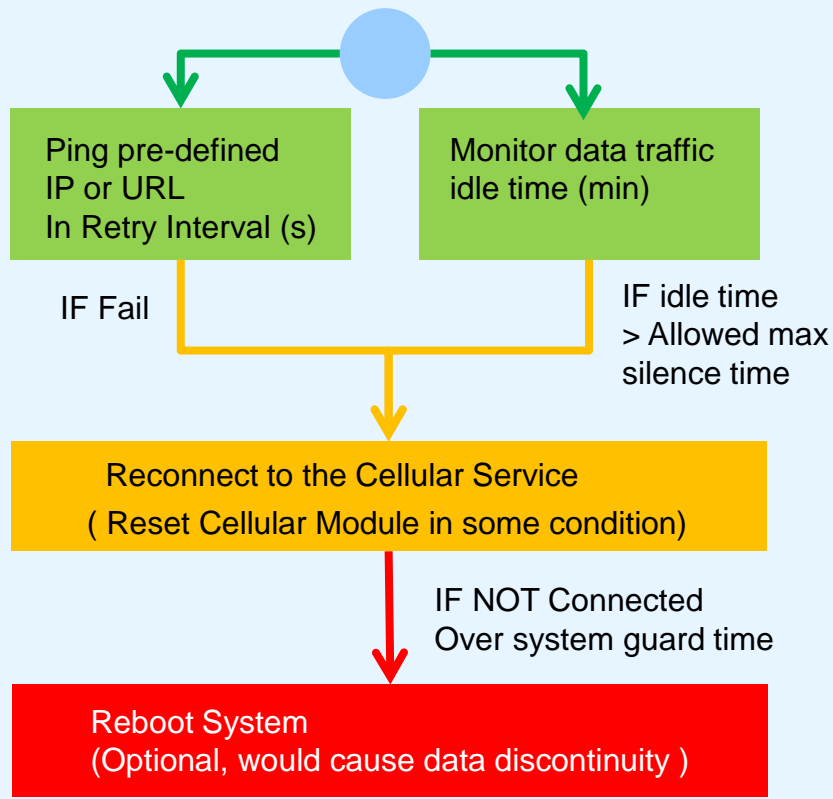 Ping pre-defined
IP or URL
In Retry Interval (s)
Monitor data traffic
idle time (min)
IF Fail
IF idle time
> Allowed max
silence time
Reconnect to the Cellular Service
( Reset Cellular Module in some condition)
IF NOT Connected
Over system guard time
Reboot System
(Optional, would cause data discontinuity )